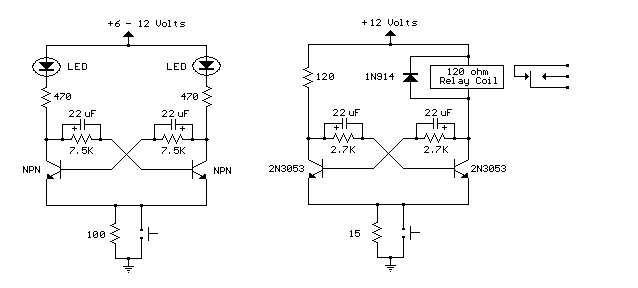 +6 - 12 Volts
+12 Volts
LED
LED
120
1N914
120 ohm
Relay Coil
470
470
22 uF
22 uF
22 uF
22 uF
+
+
+
+
7.5K
7.5K
2.7K
2.7K
NPN
NPN
2N3053
2N3053
100
15